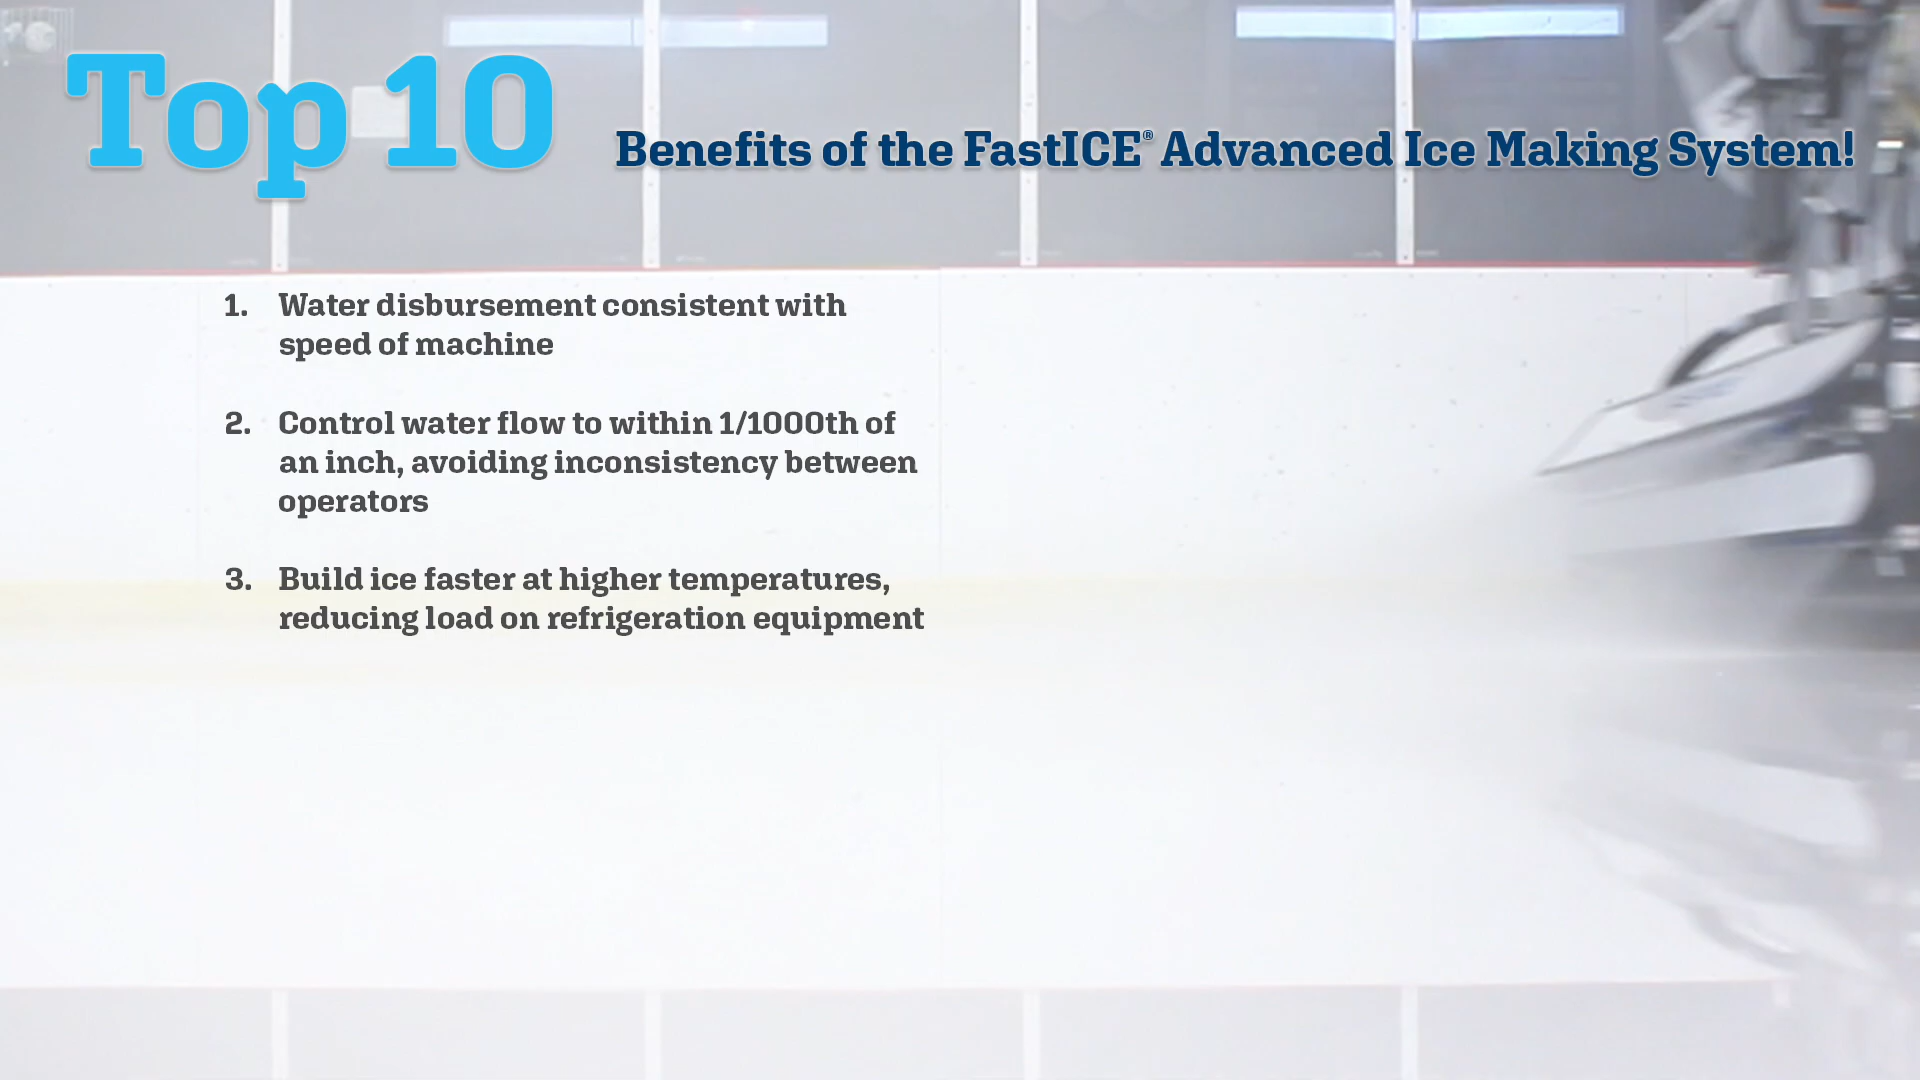 Top 10
Benefits of the FastICE® Advanced Ice Making System!
1. Water disbursement consistent with
speed of machine
2. Control water flow to within 1/1000th of
an inch, avoiding inconsistency between
operators
3. Build ice faster at higher temperatures,
reducing load on refrigeration equipment